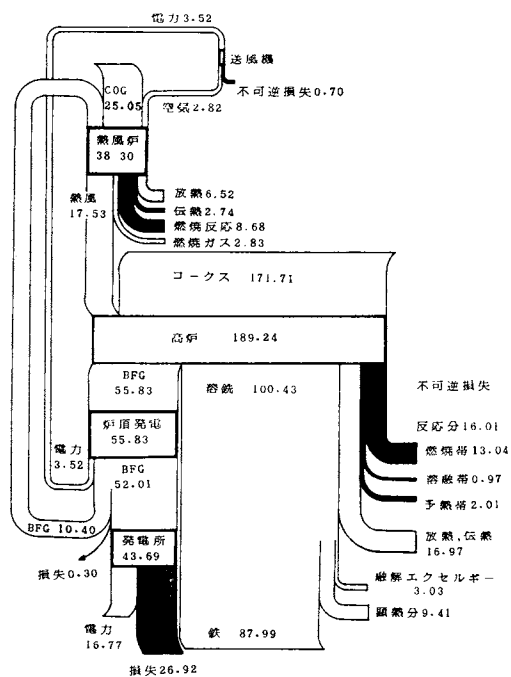 電力3.52
送風機
不可逆損失0.70
COG
25.05
空気2.82
熱風炉
38 30
熱風
17.53
放熱6.52
伝熱2.74
燃焼反応8.68
燃焼ガス2.83
コークス 171.71
高炉 189.24
BFG
55.83
溶銑 100.43
不可逆損失
反応分16.01
燃焼帯13.04
溶融帯0.97
予熱帯2.01
炉頂発電
55.83
電力
3.52
BFG
52.01
BFG 10.40
放熱,伝熱
16.97
発電所
43.69
損失0.30
融解エクセルギー
3.03
顕熱分9.41
電力
16.77
鉄 87.99
損失26.92